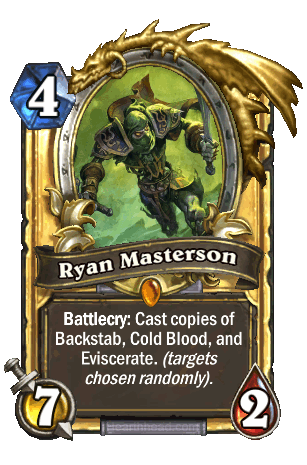 4
Ryan Masterson
Battlecry: Cast copies of
Backstab, Cold Blood, and
Eviscerate. (targets
chosen randomly).
7
2